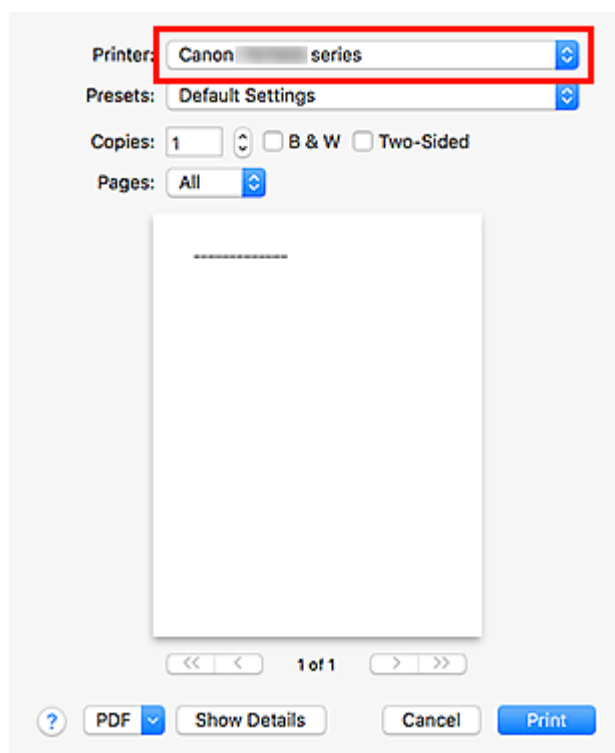 Printer: Canon series
Presets: Default Settings
Copies: 1 B & W Two-Sided
Pages: All
-------------
<< < 1 of 1 > >>
? PDF Show Details Cancel Print